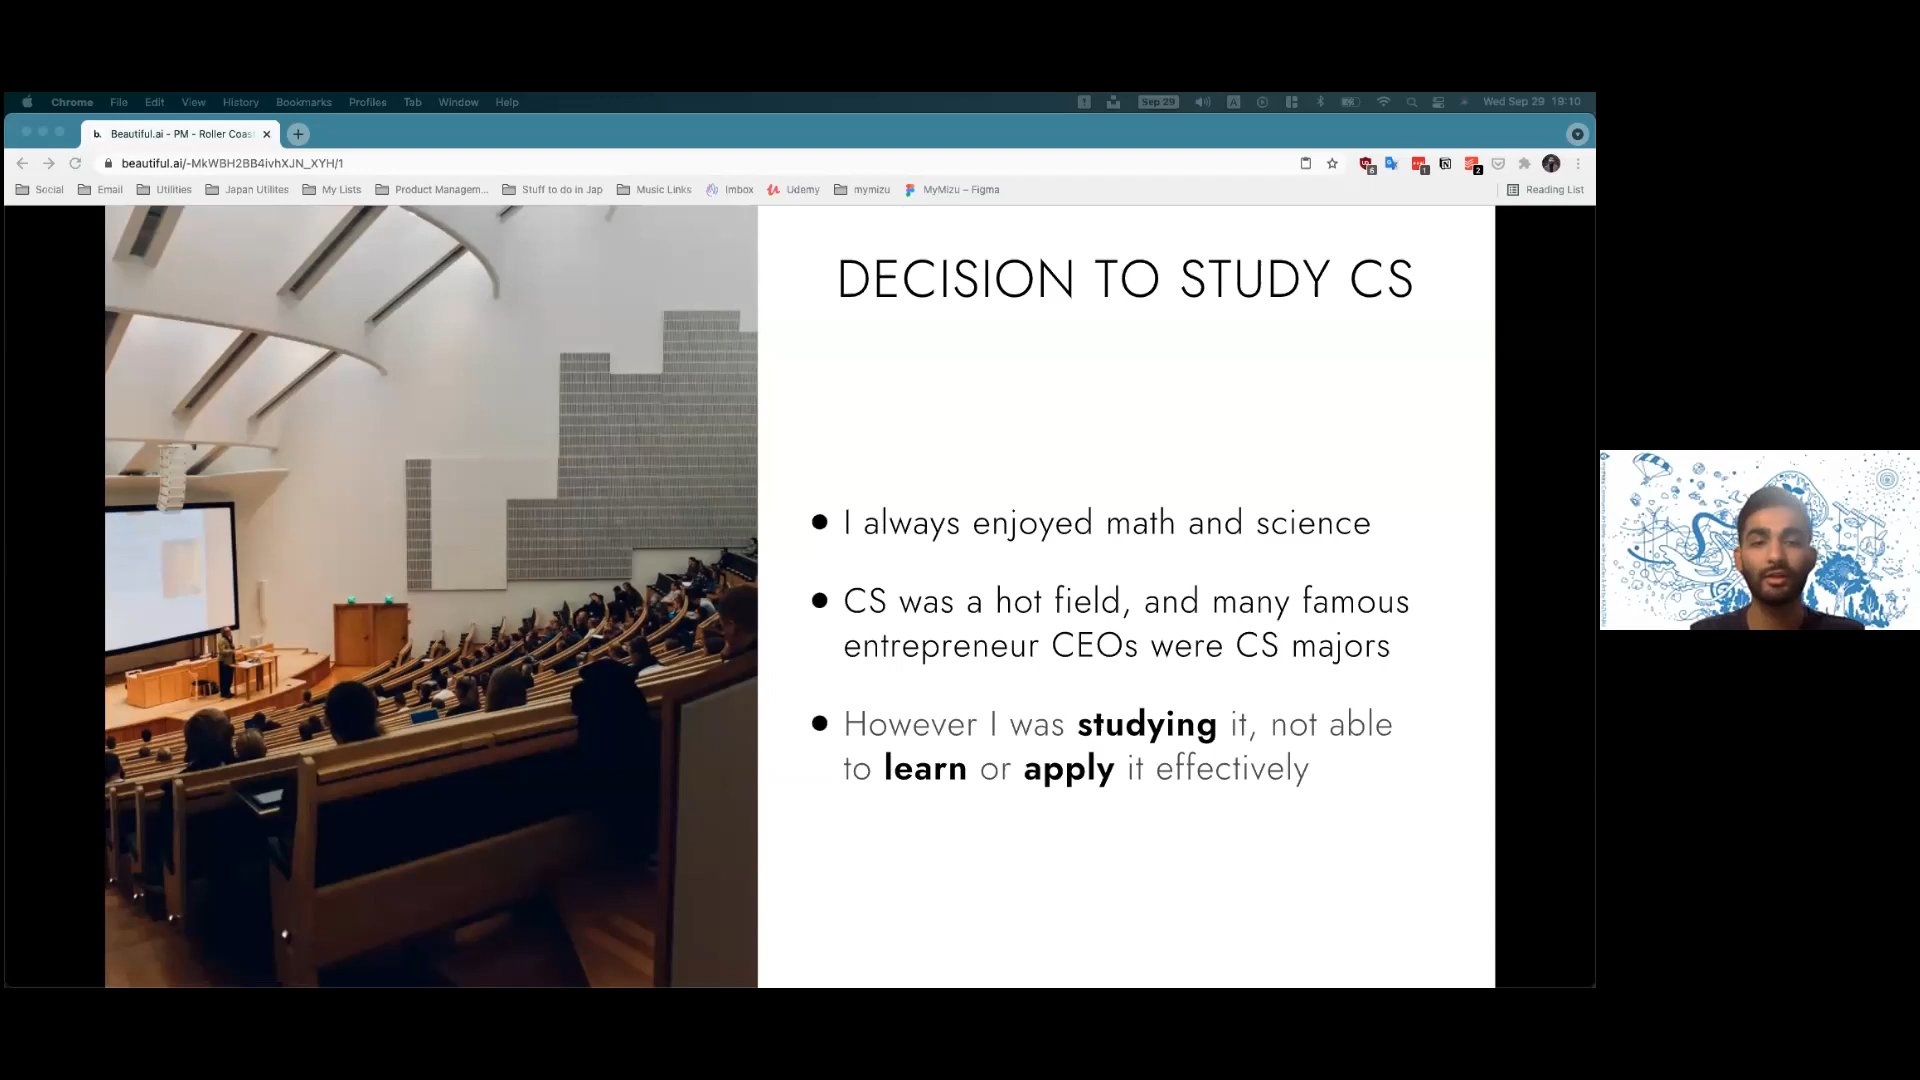 Chrome File Edit View History Bookmarks Profiles Tab Window Help Sep 29 Wed Sep 29 19:10
b. Beautiful.ai - PM - Roller Coas
beautiful.ai/-MkWBH2BB4ivhXJN_XYH/1
Social Email Utilities Japan Utilites My Lists Product Managem... Stuff to do in Jap Music Links Imbox Udemy mymizu MyMizu – Figma Reading List
DECISION TO STUDY CS
● I always enjoyed math and science
● CS was a hot field, and many famous
entrepreneur CEOs were CS majors
● However I was studying it, not able
to learn or apply it effectively